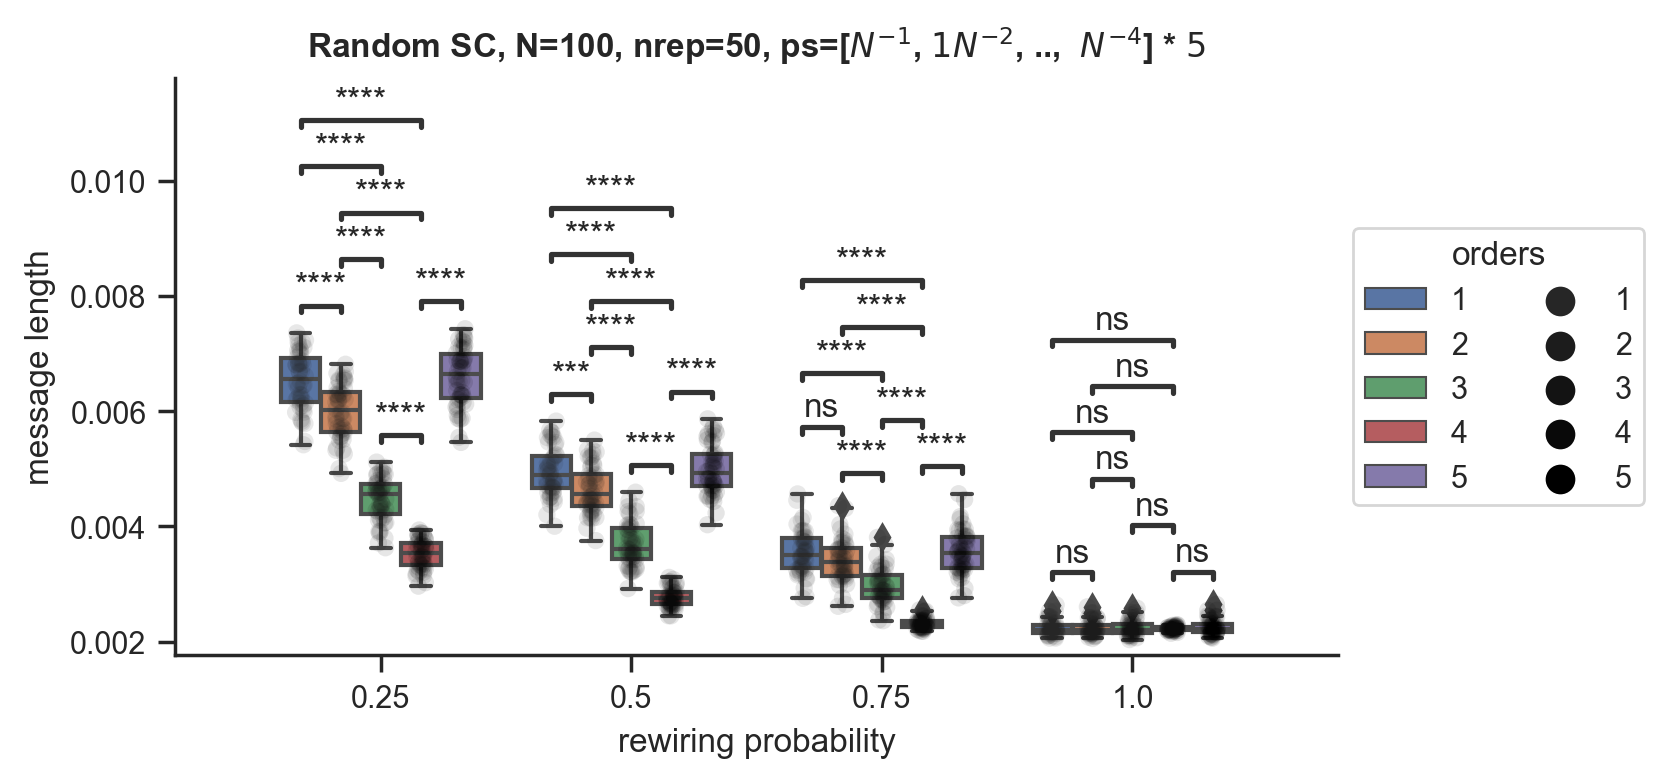 Random SC, N=100, nrep=50, ps=[$N^{-1}$, $1N^{-2}$, .., $N^{-4}$] * 5
message length
0.010
0.008
0.006
0.004
0.002
****
****
****
****
****
****
****
****
****
****
****
***
****
****
****
****
****
ns
****
****
****
ns
ns
ns
ns
ns
ns
ns
0.25
0.5
0.75
1.0
rewiring probability
orders
1 1
2 2
3 3
4 4
5 5